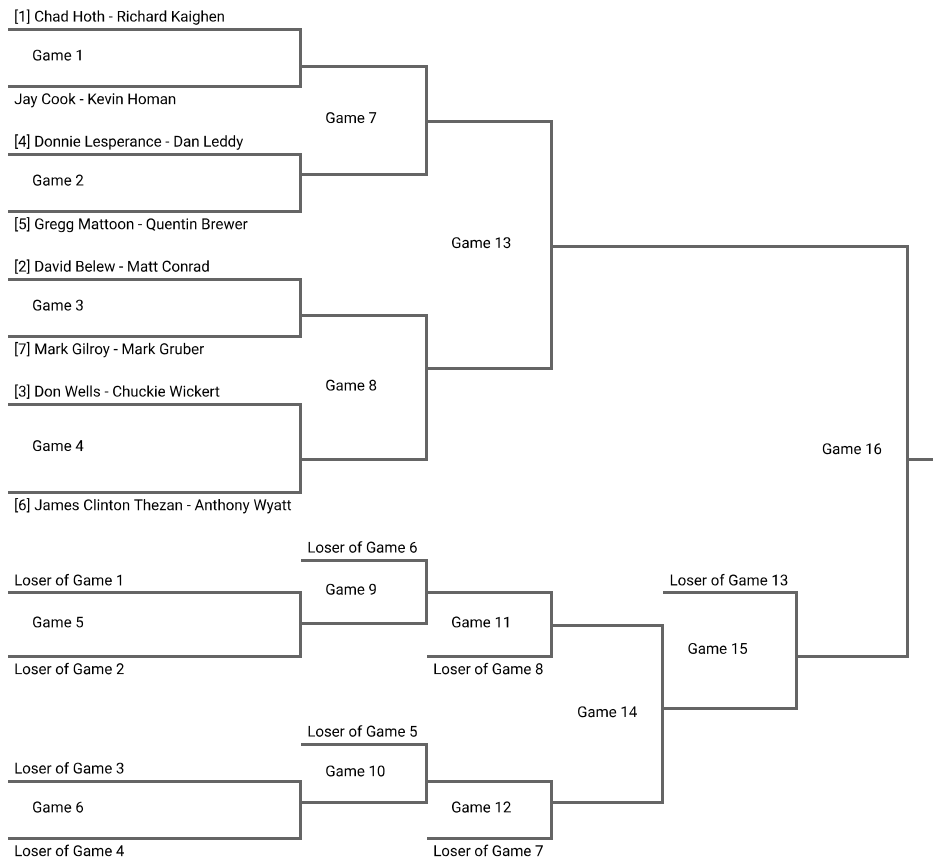 [1] Chad Hoth - Richard Kaighen
Game 1
Jay Cook - Kevin Homan
Game 7
[4] Donnie Lesperance - Dan Leddy
Game 2
[5] Gregg Mattoon - Quentin Brewer
Game 13
[2] David Belew - Matt Conrad
Game 3
[7] Mark Gilroy - Mark Gruber
Game 8
[3] Don Wells - Chuckie Wickert
Game 4
Game 16
[6] James Clinton Thezan - Anthony Wyatt
Loser of Game 6
Loser of Game 1
Game 9
Loser of Game 13
Game 5
Game 11
Game 15
Loser of Game 2
Loser of Game 8
Game 14
Loser of Game 5
Loser of Game 3
Game 10
Game 6
Game 12
Loser of Game 4
Loser of Game 7